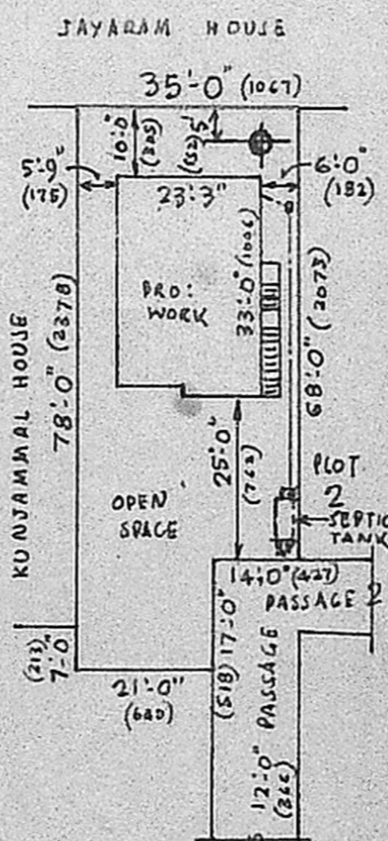 JAYARAM HOUSE
35'-0" (1067)
10'-0"
(305)
(152) 5'
5'-9"
(175)
6'-0"
(182)
23'-3"
PRO:
WORK
33'-0" (1006)
KUNJAMMAL HOUSE
78'-0" (2378)
68'-0" (2073)
25'-0"
(762)
OPEN
SPACE
PLOT
2
SEPTIC
TANK
14'-0" (427)
PASSAGE 2
(518) 17'-0"
PASSAGE
(213)
7'-0"
21'-0"
(640)
12'-0"
(366)